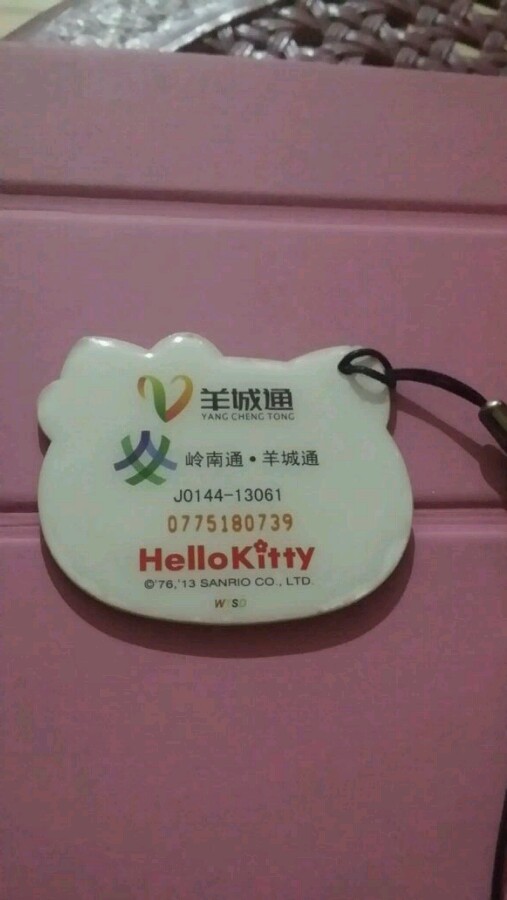 羊城通
YANG CHENG TONG
岭南通·羊城通
J0144-13061
0775180739
HelloKitty
©'76,'13 SANRIO CO., LTD.